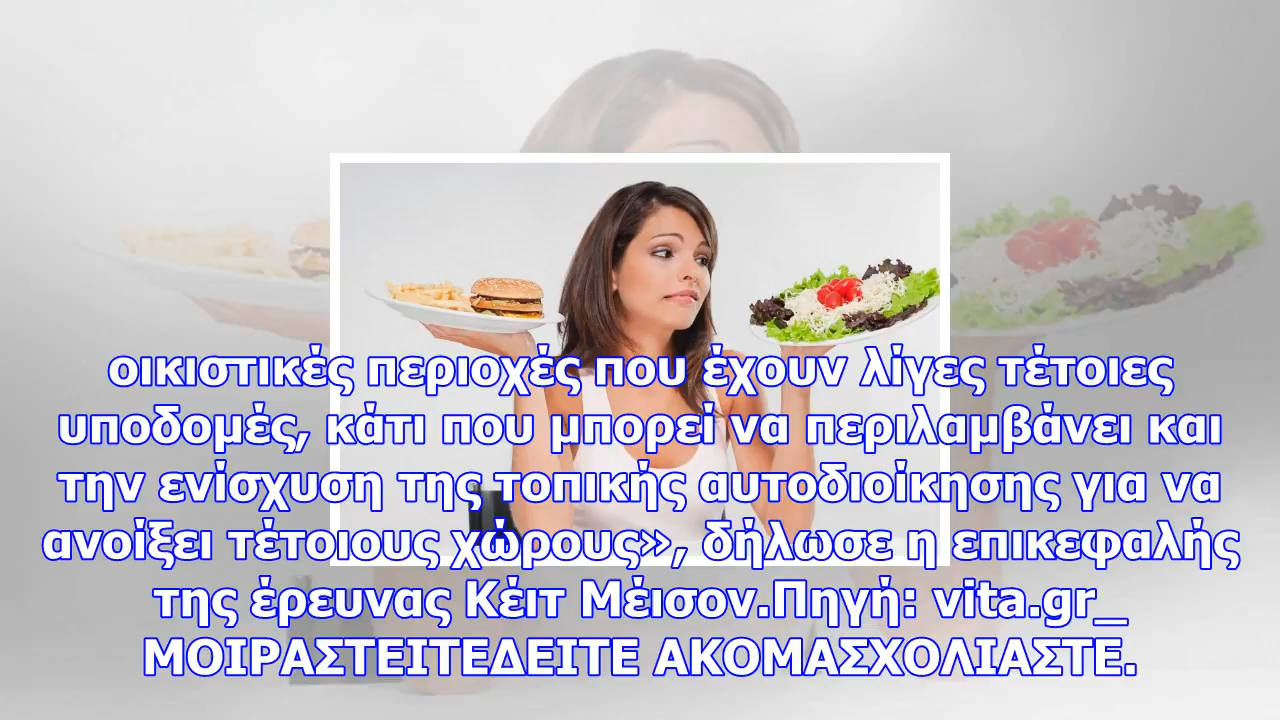 οικιστικές περιοχές που έχουν λίγες τέτοιες
υποδομές, κάτι που μπορεί να περιλαμβάνει και
την ενίσχυση της τοπικής αυτοδιοίκησης για να
ανοίξει τέτοιους χώρους», δήλωσε η επικεφαλής
της έρευνας Κέιτ Μέισον.Πηγή: vita.gr_
ΜΟΙΡΑΣΤΕΙΤΕΔΕΙΤΕ ΑΚΟΜΑΣΧΟΛΙΑΣΤΕ.